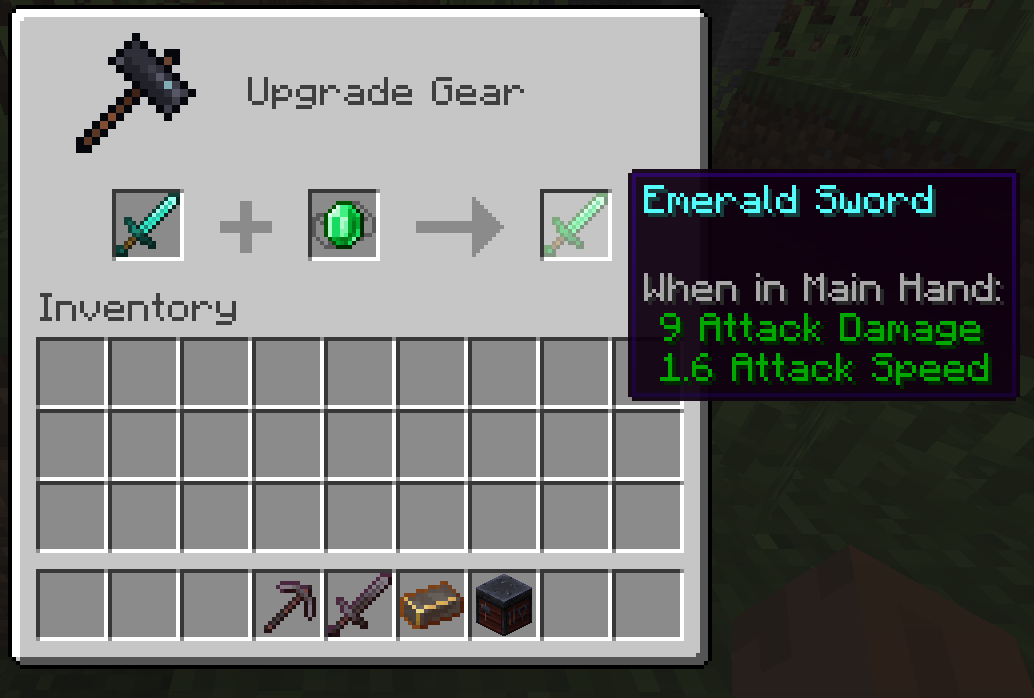 Upgrade Gear
Emerald Sword
When in Main Hand:
9 Attack Damage
1.6 Attack Speed
Inventory